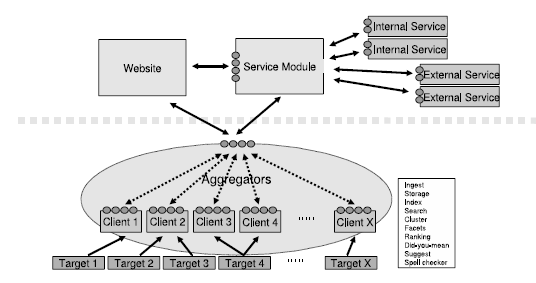 Internal Service
Internal Service
Website
Service Module
External Service
External Service
Aggregators
Client 1
Client 2
Client 3
Client 4
.....
Client X
Target 1
Target 2
Target 3
Target 4
.....
Target X
Ingest
Storage
Index
Search
Cluster
Facets
Ranking
Did-you-mean
Suggest
Spell checker